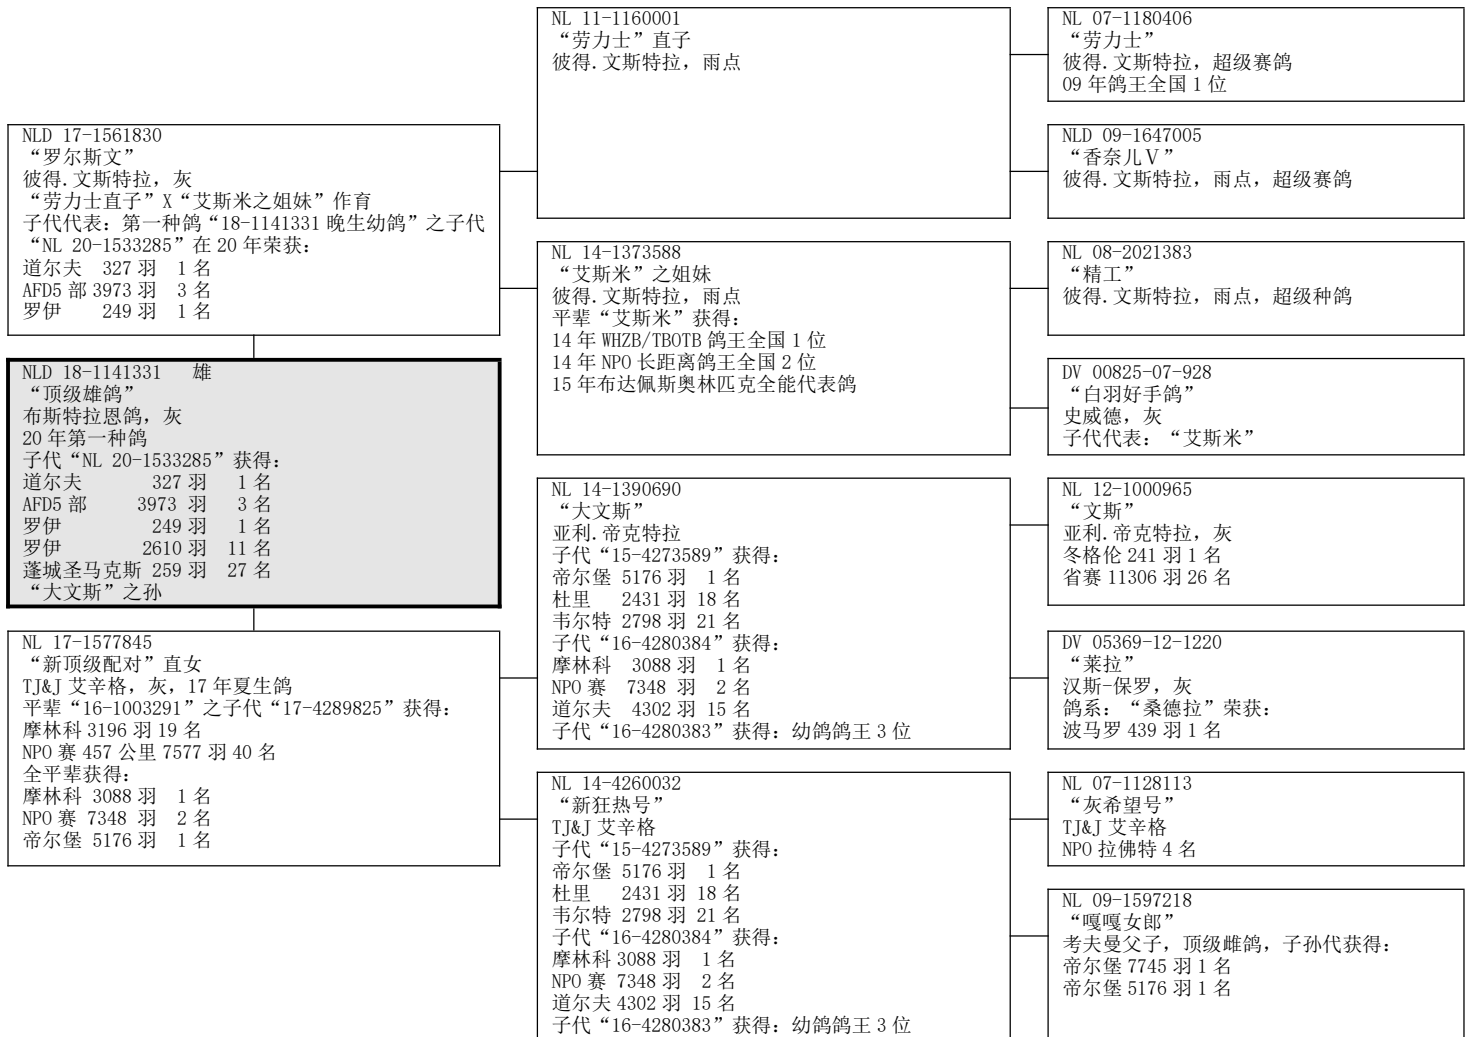 NLD 17-1561830
“罗尔斯文”
彼得.文斯特拉，灰
“劳力士直子”X“艾斯米之姐妹”作育
子代代表：第一种鸽“18-1141331 晚生幼鸽”之子代
“NL 20-1533285”在 20 年荣获：
道尔夫 327 羽 1 名
AFD5 部 3973 羽 3 名
罗伊 249 羽 1 名
NLD 18-1141331 雄
“顶级雄鸽”
布斯特拉恩鸽，灰
20 年第一种鸽
子代“NL 20-1533285”获得：
道尔夫 327 羽 1 名
AFD5 部 3973 羽 3 名
罗伊 249 羽 1 名
罗伊 2610 羽 11 名
蓬城圣马克斯 259 羽 27 名
“大文斯”之孙
NL 17-1577845
“新顶级配对”直女
TJ&J 艾辛格，灰，17 年夏生鸽
平辈“16-1003291”之子代“17-4289825”获得：
摩林科 3196 羽 19 名
NPO 赛 457 公里 7577 羽 40 名
全平辈获得：
摩林科 3088 羽 1 名
NPO 赛 7348 羽 2 名
帝尔堡 5176 羽 1 名
NL 11-1160001
“劳力士”直子
彼得.文斯特拉，雨点
NL 14-1373588
“艾斯米”之姐妹
彼得.文斯特拉，雨点
平辈“艾斯米”获得：
14 年 WHZB/TBOTB 鸽王全国 1 位
14 年 NPO 长距离鸽王全国 2 位
15 年布达佩斯奥林匹克全能代表鸽
NL 14-1390690
“大文斯”
亚利.帝克特拉
子代“15-4273589”获得：
帝尔堡 5176 羽 1 名
杜里 2431 羽 18 名
韦尔特 2798 羽 21 名
子代“16-4280384”获得：
摩林科 3088 羽 1 名
NPO 赛 7348 羽 2 名
道尔夫 4302 羽 15 名
子代“16-4280383”获得：幼鸽鸽王 3 位
NL 14-4260032
“新狂热号”
TJ&J 艾辛格
子代“15-4273589”获得：
帝尔堡 5176 羽 1 名
杜里 2431 羽 18 名
韦尔特 2798 羽 21 名
子代“16-4280384”获得：
摩林科 3088 羽 1 名
NPO 赛 7348 羽 2 名
道尔夫 4302 羽 15 名
子代“16-4280383”获得：幼鸽鸽王 3 位
NL 07-1180406
“劳力士”
彼得.文斯特拉，超级赛鸽
09 年鸽王全国 1 位
NLD 09-1647005
“香奈儿Ｖ”
彼得.文斯特拉，雨点，超级赛鸽
NL 08-2021383
“精工”
彼得.文斯特拉，雨点，超级种鸽
DV 00825-07-928
“白羽好手鸽”
史威德，灰
子代代表：“艾斯米”
NL 12-1000965
“文斯”
亚利.帝克特拉，灰
冬格伦 241 羽 1 名
省赛 11306 羽 26 名
DV 05369-12-1220
“莱拉”
汉斯-保罗，灰
鸽系：“桑德拉”荣获：
波马罗 439 羽 1 名
NL 07-1128113
“灰希望号”
TJ&J 艾辛格
NPO 拉佛特 4 名
NL 09-1597218
“嘎嘎女郎”
考夫曼父子，顶级雌鸽，子孙代获得：
帝尔堡 7745 羽 1 名
帝尔堡 5176 羽 1 名